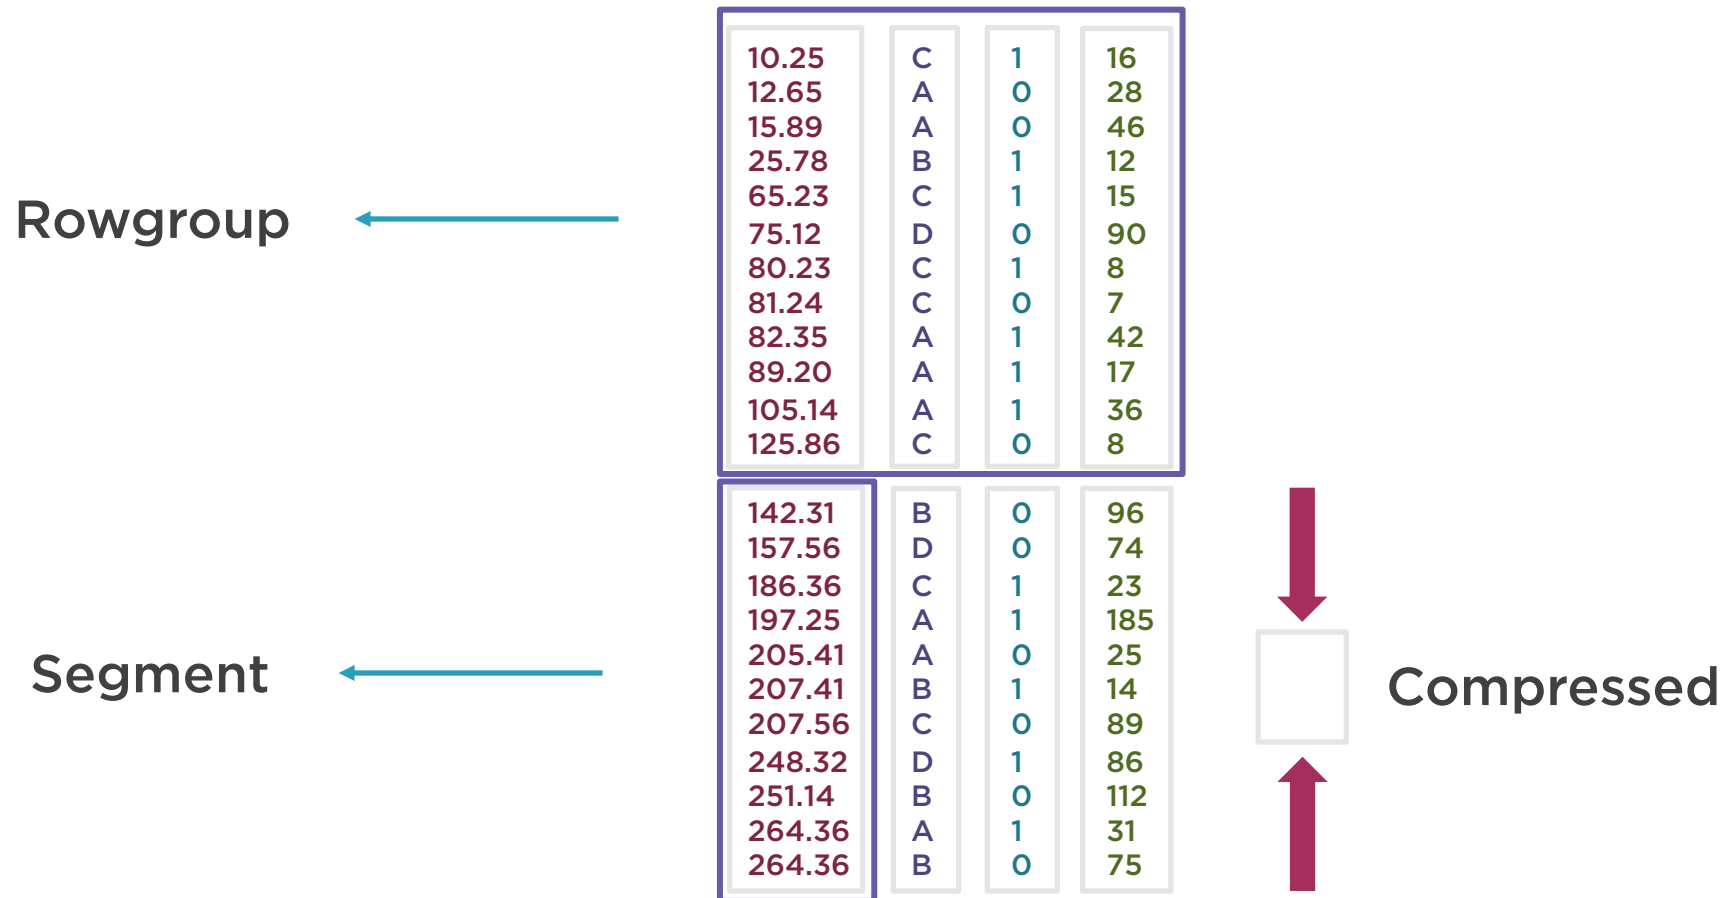 10.25 C 1 16
12.65 A 0 28
15.89 A 0 46
25.78 B 1 12
65.23 C 1 15
Rowgroup
75.12 D 0 90
80.23 C 1 8
81.24 C 0 7
82.35 A 1 42
89.20 A 1 17
105.14 A 1 36
125.86 C 0 8
142.31 B 0 96
157.56 D 0 74
186.36 C 1 23
197.25 A 1 185
205.41 A 0 25
Segment
207.41 B 1 14
Compressed
207.56 C 0 89
248.32 D 1 86
251.14 B 0 112
264.36 A 1 31
264.36 B 0 75